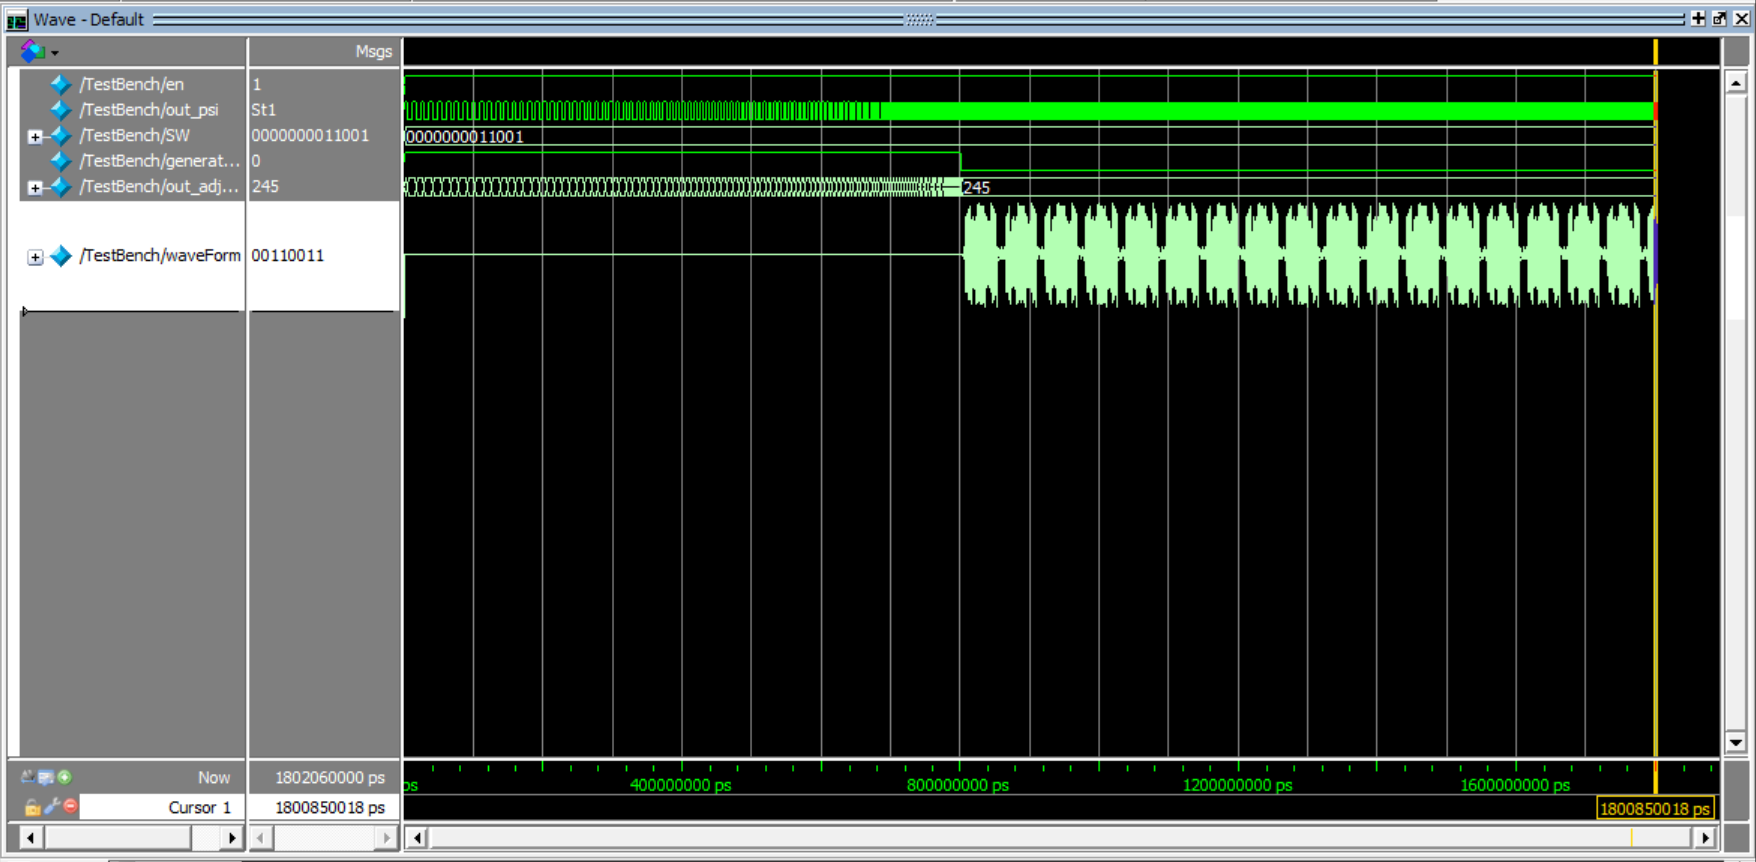 Wave - Default
Msgs
/TestBench/en 1
/TestBench/out_psi St1
/TestBench/SW 0000000011001 0000000011001
/TestBench/generat... 0
/TestBench/out_adj... 245 245
/TestBench/waveForm 00110011
Now 1802060000 ps ps 400000000 ps 800000000 ps 1200000000 ps 1600000000 ps
Cursor 1 1800850018 ps 1800850018 ps